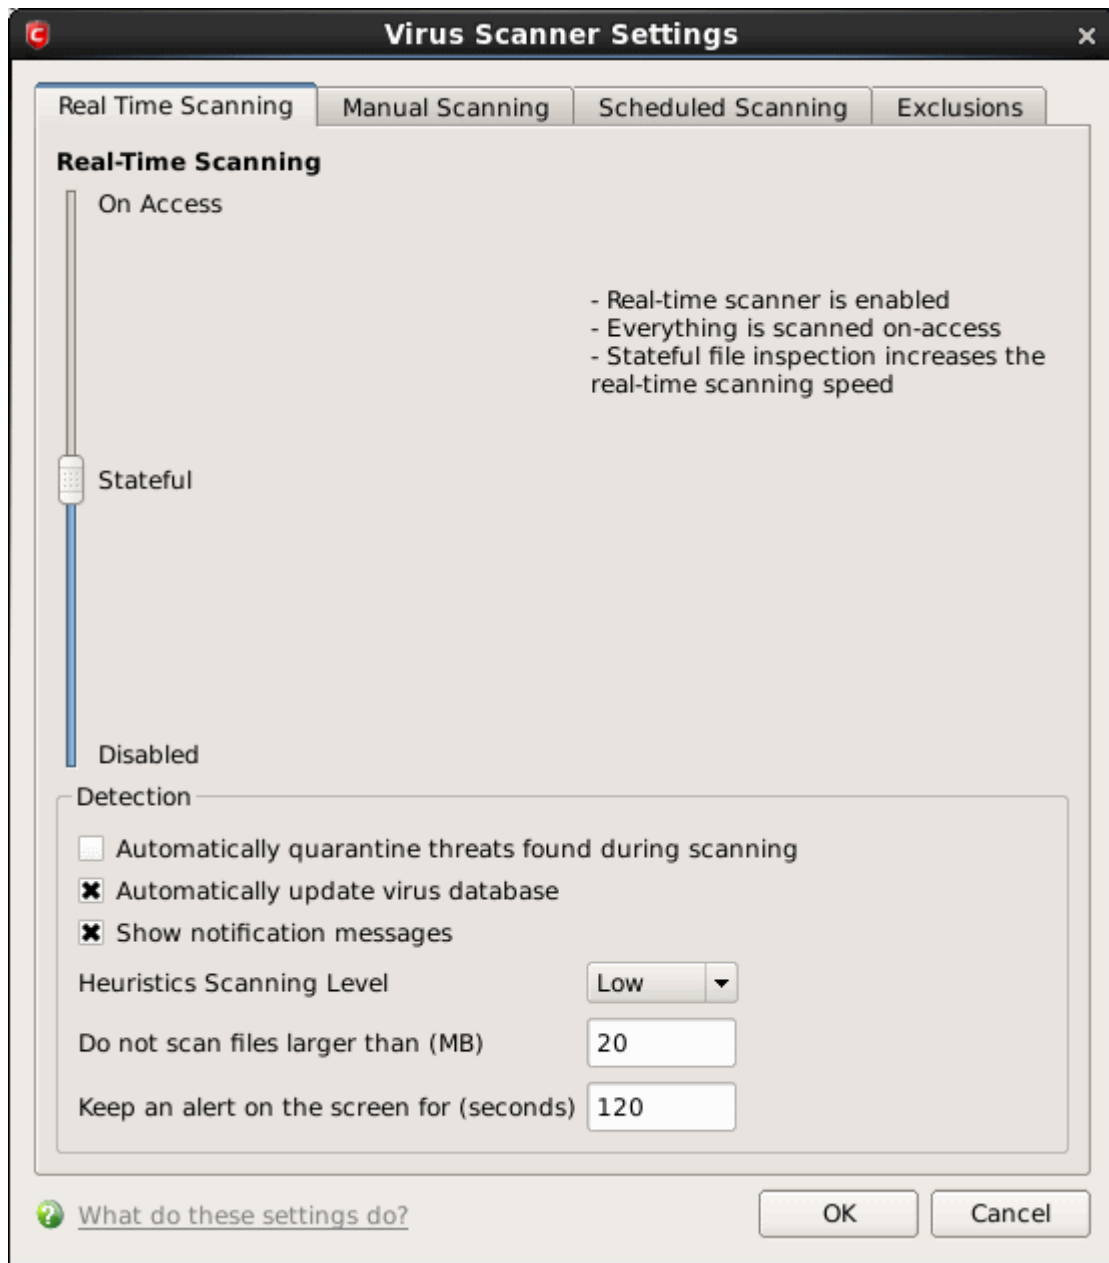 Virus Scanner Settings
Real Time Scanning
Manual Scanning
Scheduled Scanning
Exclusions
Real-Time Scanning
On Access
- Real-time scanner is enabled
- Everything is scanned on-access
- Stateful file inspection increases the
real-time scanning speed
Stateful
Disabled
Detection
Automatically quarantine threats found during scanning
Automatically update virus database
Show notification messages
Heuristics Scanning Level
Low
Do not scan files larger than (MB)
20
Keep an alert on the screen for (seconds)
120
What do these settings do?
OK
Cancel